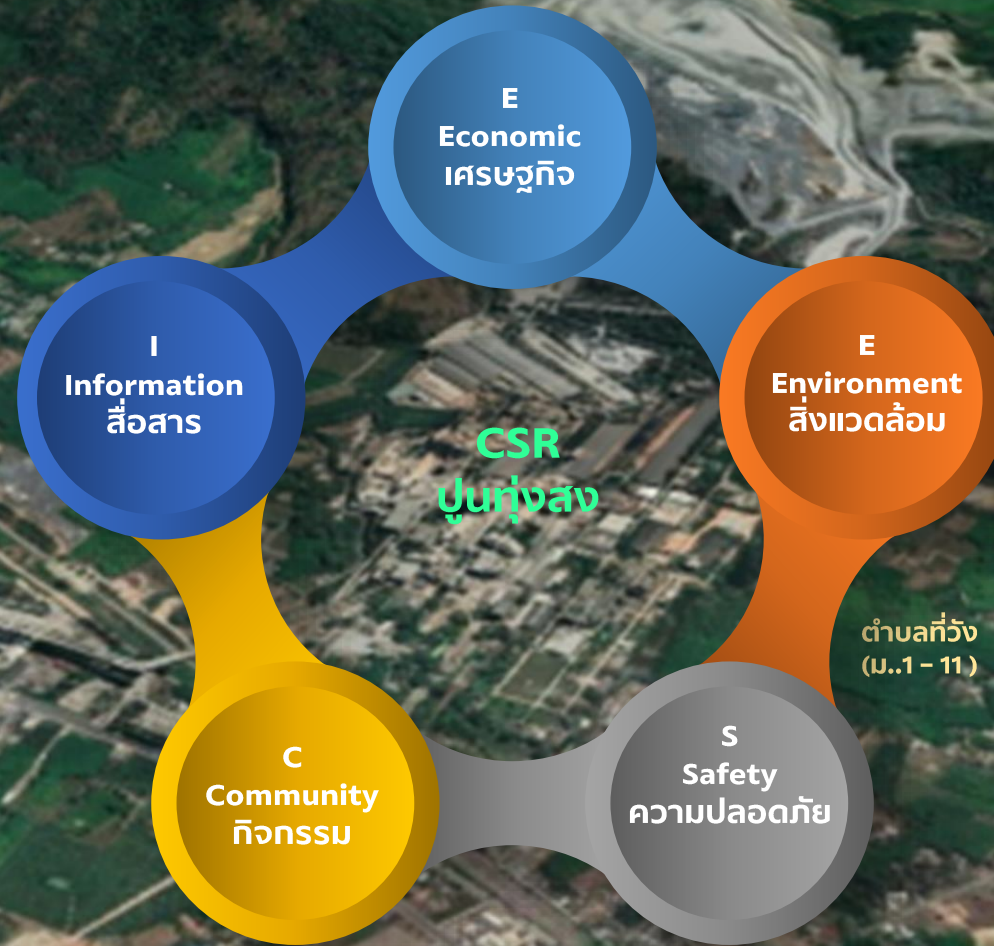 E
Economic
เศรษฐกิจ
I
Information
สื่อสาร
E
Environment
สิ่งแวดล้อม
CSR
ปูนทุ่งสง
ตำบลที่วัง
(ม..1 – 11 )
C
Community
กิจกรรม
S
Safety
ความปลอดภัย